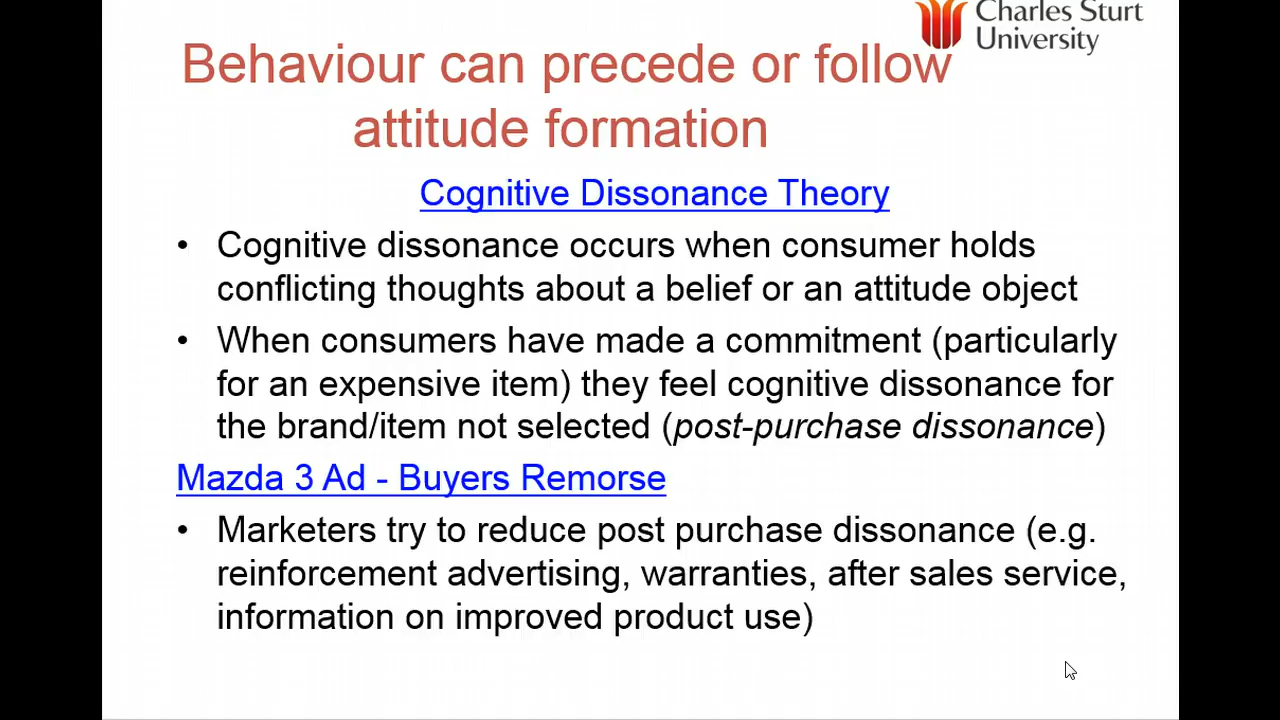 Charles Sturt
University
Behaviour can precede or follow
attitude formation
Cognitive Dissonance Theory
• Cognitive dissonance occurs when consumer holds
conflicting thoughts about a belief or an attitude object
• When consumers have made a commitment (particularly
for an expensive item) they feel cognitive dissonance for
the brand/item not selected (post-purchase dissonance)
Mazda 3 Ad - Buyers Remorse
• Marketers try to reduce post purchase dissonance (e.g.
reinforcement advertising, warranties, after sales service,
information on improved product use)